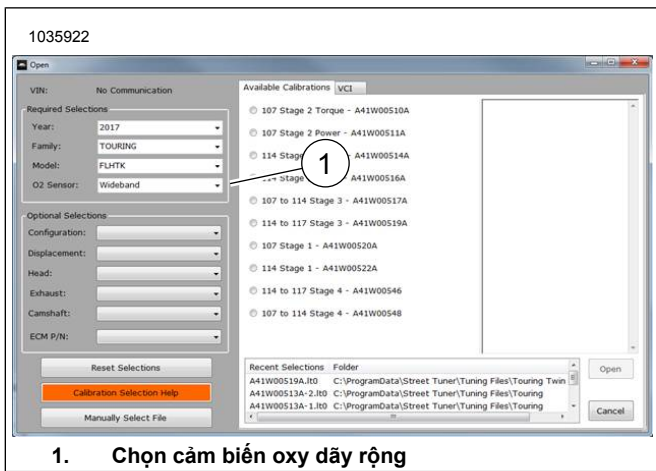 1035922
Open
VIN: No Communication
Required Selections
Year: 2017
Family: TOURING
Model: FLHTK
O2 Sensor: Wideband
Optional Selections
Configuration:
Displacement:
Head:
Exhaust:
Camshaft:
ECM P/N:
Reset Selections
Calibration Selection Help
Manually Select File
Available Calibrations VCI
107 Stage 2 Torque - A41W00510A
107 Stage 2 Power - A41W00511A
114 Stage A41W00514A
Stage A41W00516A
107 to 114 Stage 3 - A41W00517A
114 to 117 Stage 3 - A41W00519A
107 Stage 1 - A41W00520A
114 Stage 1 - A41W00522A
114 to 117 Stage 4 - A41W00546
107 to 114 Stage 4 - A41W00548
1
Recent Selections Folder
A41W00519A.lt0 C:\ProgramData\Street Tuner\Tuning Files\Touring Twin
A41W00513A-2.lt0 C:\ProgramData\Street Tuner\Tuning Files\Touring
A41W00513A-1.lt0 C:\ProgramData\Street Tuner\Tuning Files\Touring
Open
Cancel
1. Chọn cảm biến oxy dãy rộng